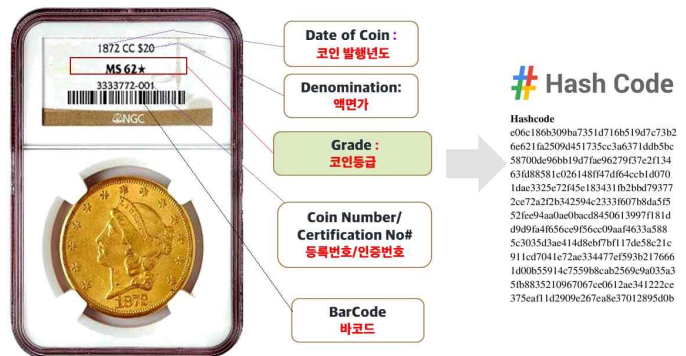 1872 CC $20
MS 62★
3333772-001
NGC
1872
Date of Coin :
코인 발행년도
Denomination:
액면가
Grade :
코인등급
Coin Number/
Certification No#
등록번호/인증번호
BarCode
바코드
# Hash Code
Hashcode
e06c186b309ba7351d716b519d7c73b2
6e621fa2509d451735cc3a6371ddb5bc
58700de96bb19d7fae96279f37e2f134
63fd88581c026148ff47df64ccb1d070
1dae3325e72f45e183431fb2bbd79377
2ce72a2f2b342594c2333f607b8da5f5
52fee94aa0ae0bacd8450613997f181d
d9d9fa4f656ce9f56cc09aaf4633a588
5c3035d3ae414d8ebf7bf117de58c21c
911cd7041e72ae334477ef593b217666
1d00b55914c7559b8cab2569c9a035a3
5fb8835210967067ce0612ae341222ce
375eaf11d2909e267ea8e37012895d0b